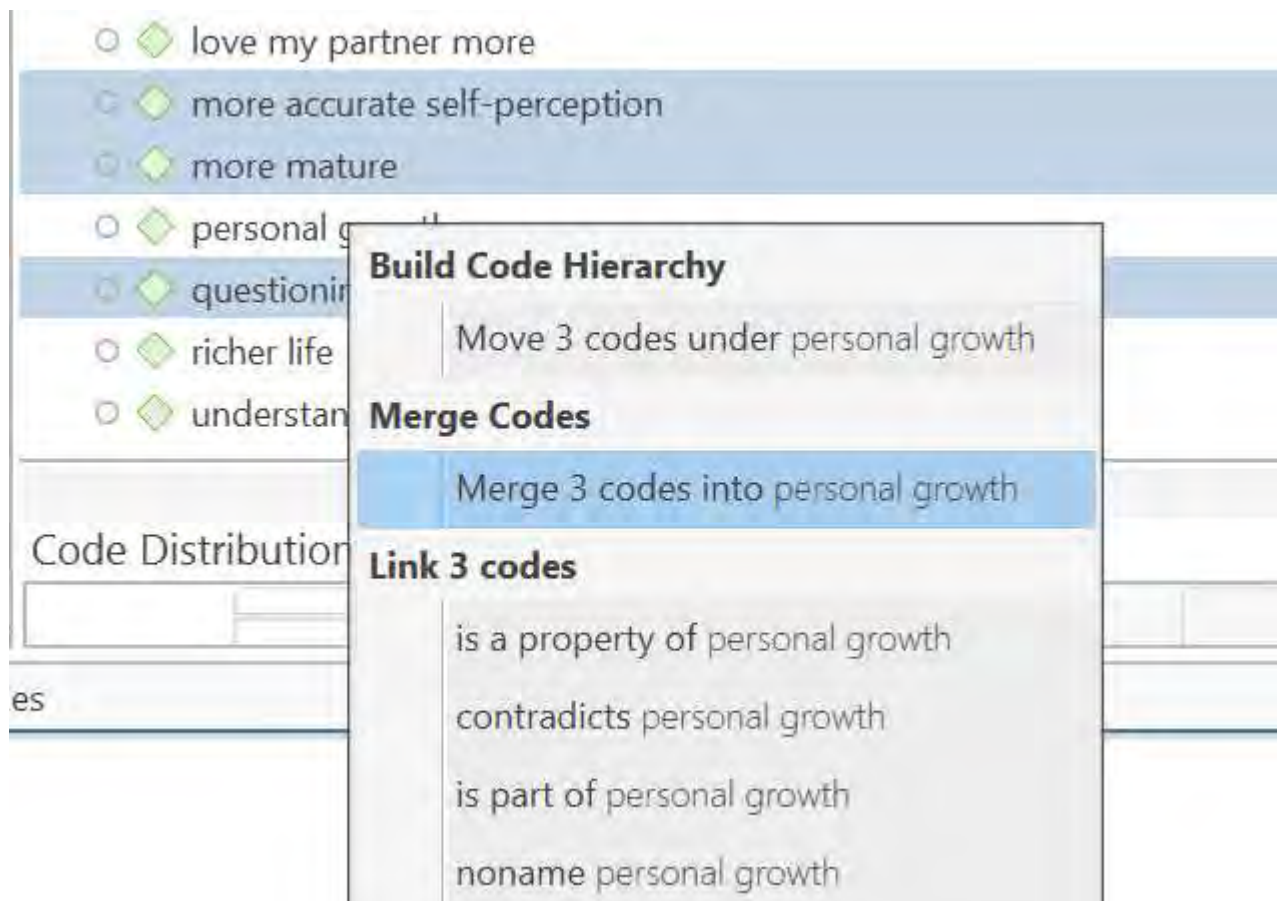 love my partner more
more accurate self-perception
more mature
personal
questionin
richer life
understan
Build Code Hierarchy
Move 3 codes under personal growth
Merge Codes
Merge 3 codes into personal growth
Link 3 codes
is a property of personal growth
contradicts personal growth
is part of personal growth
noname personal growth
Code Distribution
es